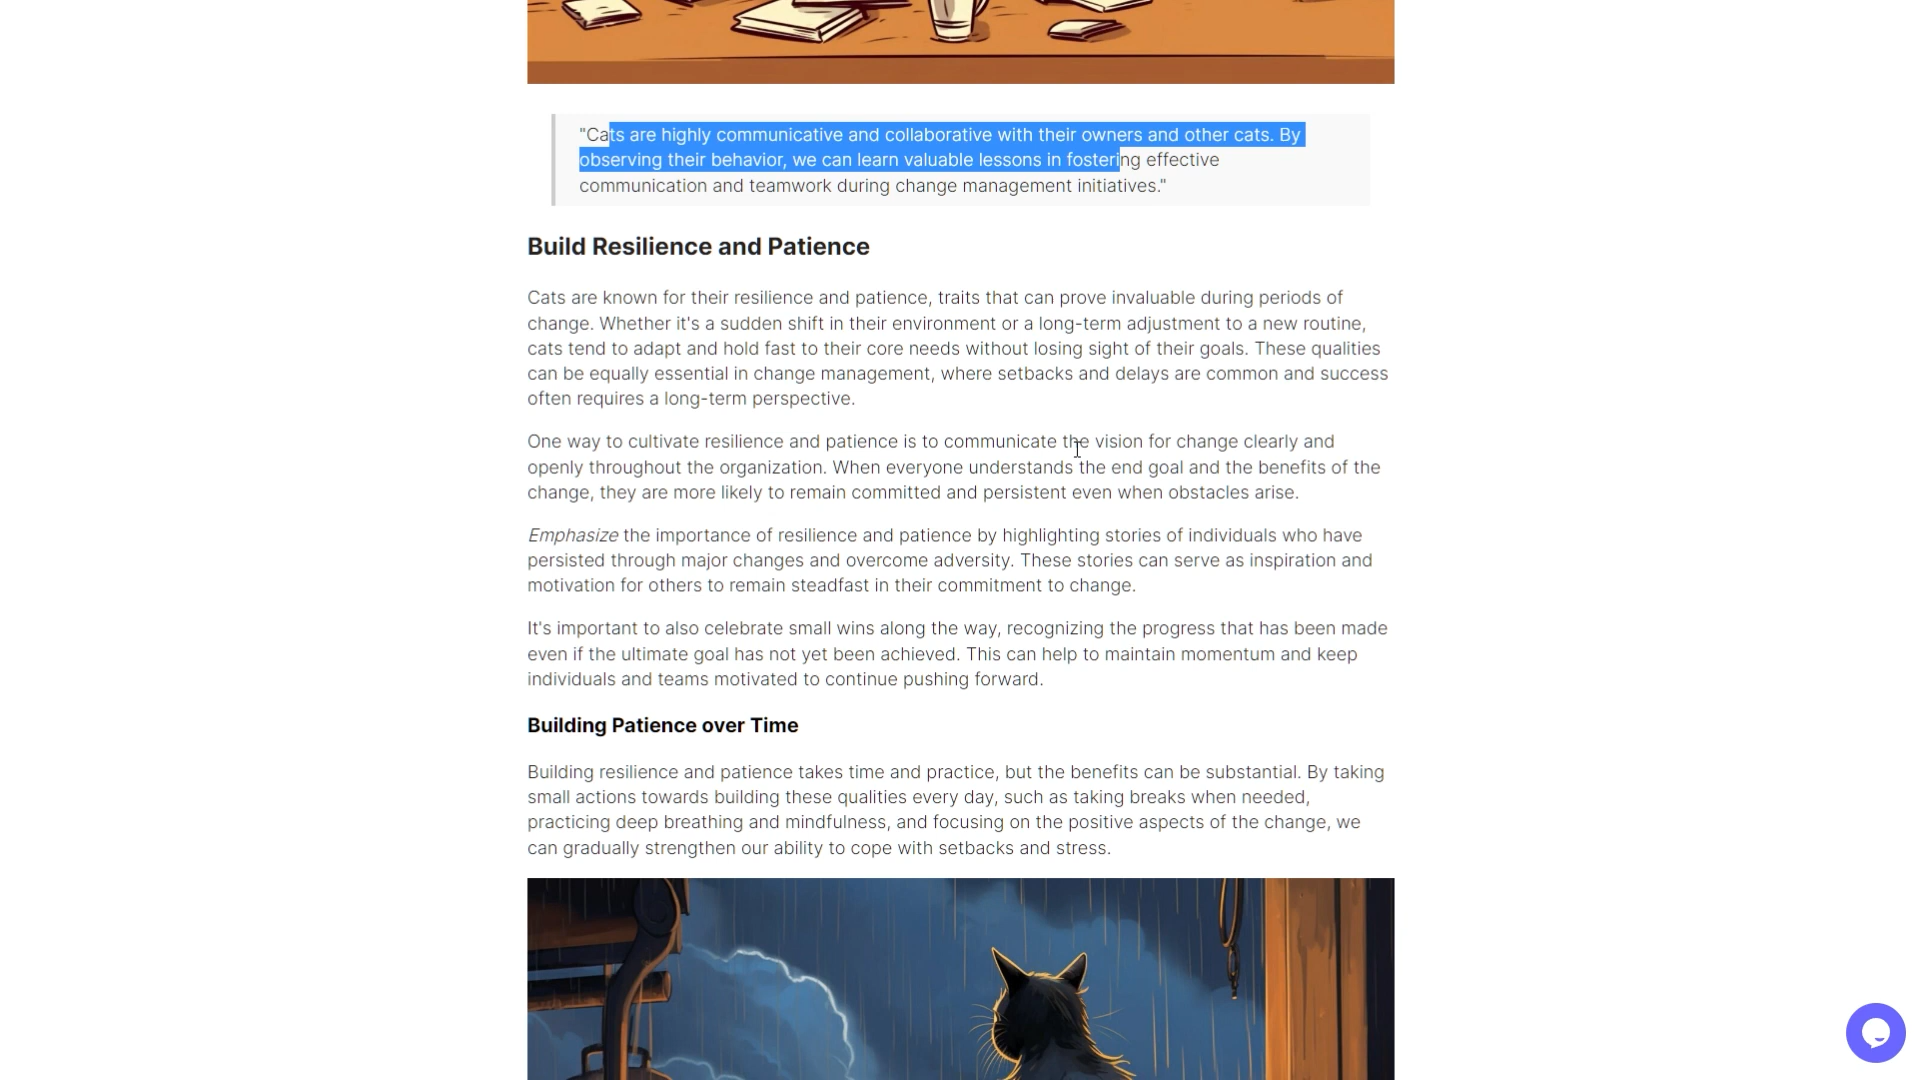 "Cats are highly communicative and collaborative with their owners and other cats. By
observing their behavior, we can learn valuable lessons in fostering effective
communication and teamwork during change management initiatives."
Build Resilience and Patience
Cats are known for their resilience and patience, traits that can prove invaluable during periods of
change. Whether it's a sudden shift in their environment or a long-term adjustment to a new routine,
cats tend to adapt and hold fast to their core needs without losing sight of their goals. These qualities
can be equally essential in change management, where setbacks and delays are common and success
often requires a long-term perspective.
One way to cultivate resilience and patience is to communicate the vision for change clearly and
openly throughout the organization. When everyone understands the end goal and the benefits of the
change, they are more likely to remain committed and persistent even when obstacles arise.
Emphasize the importance of resilience and patience by highlighting stories of individuals who have
persisted through major changes and overcome adversity. These stories can serve as inspiration and
motivation for others to remain steadfast in their commitment to change.
It's important to also celebrate small wins along the way, recognizing the progress that has been made
even if the ultimate goal has not yet been achieved. This can help to maintain momentum and keep
individuals and teams motivated to continue pushing forward.
Building Patience over Time
Building resilience and patience takes time and practice, but the benefits can be substantial. By taking
small actions towards building these qualities every day, such as taking breaks when needed,
practicing deep breathing and mindfulness, and focusing on the positive aspects of the change, we
can gradually strengthen our ability to cope with setbacks and stress.